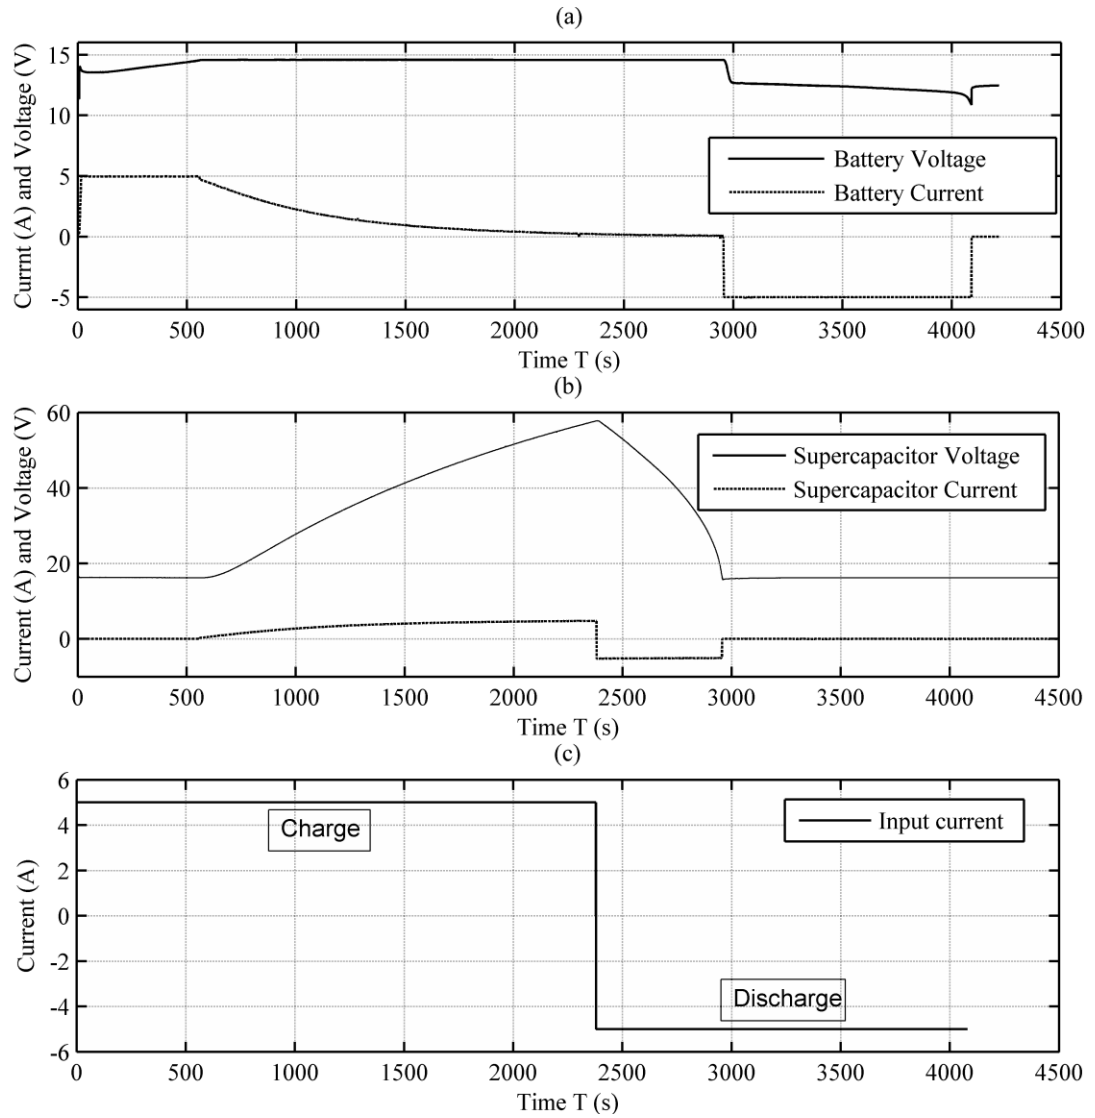 (a)
15
10
5
0
-5
Currnt (A) and Voltage (V)
Battery Voltage
Battery Current
0 500 1000 1500 2000 2500 3000 3500 4000 4500
Time T (s)
(b)
60
40
20
0
Current (A) and Voltage (V)
Supercapacitor Voltage
Supercapacitor Current
0 500 1000 1500 2000 2500 3000 3500 4000 4500
Time T (s)
(c)
6
4
2
0
-2
-4
-6
Current (A)
Input current
Charge
Discharge
0 500 1000 1500 2000 2500 3000 3500 4000 4500
Time T (s)